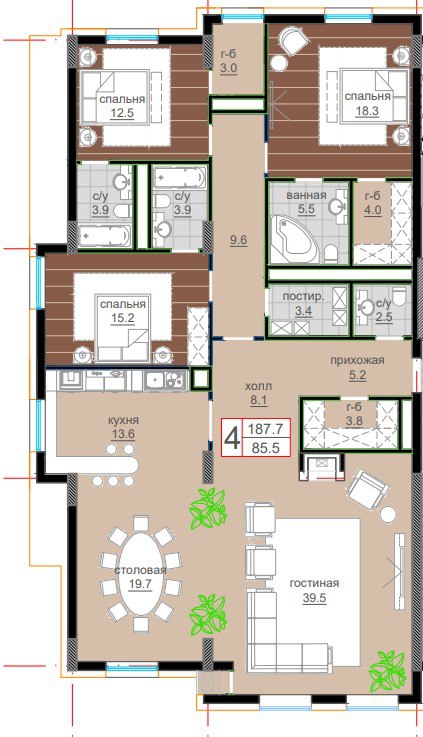 г-б
3.0
спальня
12.5
спальня
18.3
с/у
3.9
с/у
3.9
ванная
5.5
г-б
4.0
9.6
спальня
15.2
постир.
3.4
с/у
2.5
прихожая
5.2
холл
8.1
г-б
3.8
кухня
13.6
4
187.7
85.5
столовая
19.7
гостиная
39.5